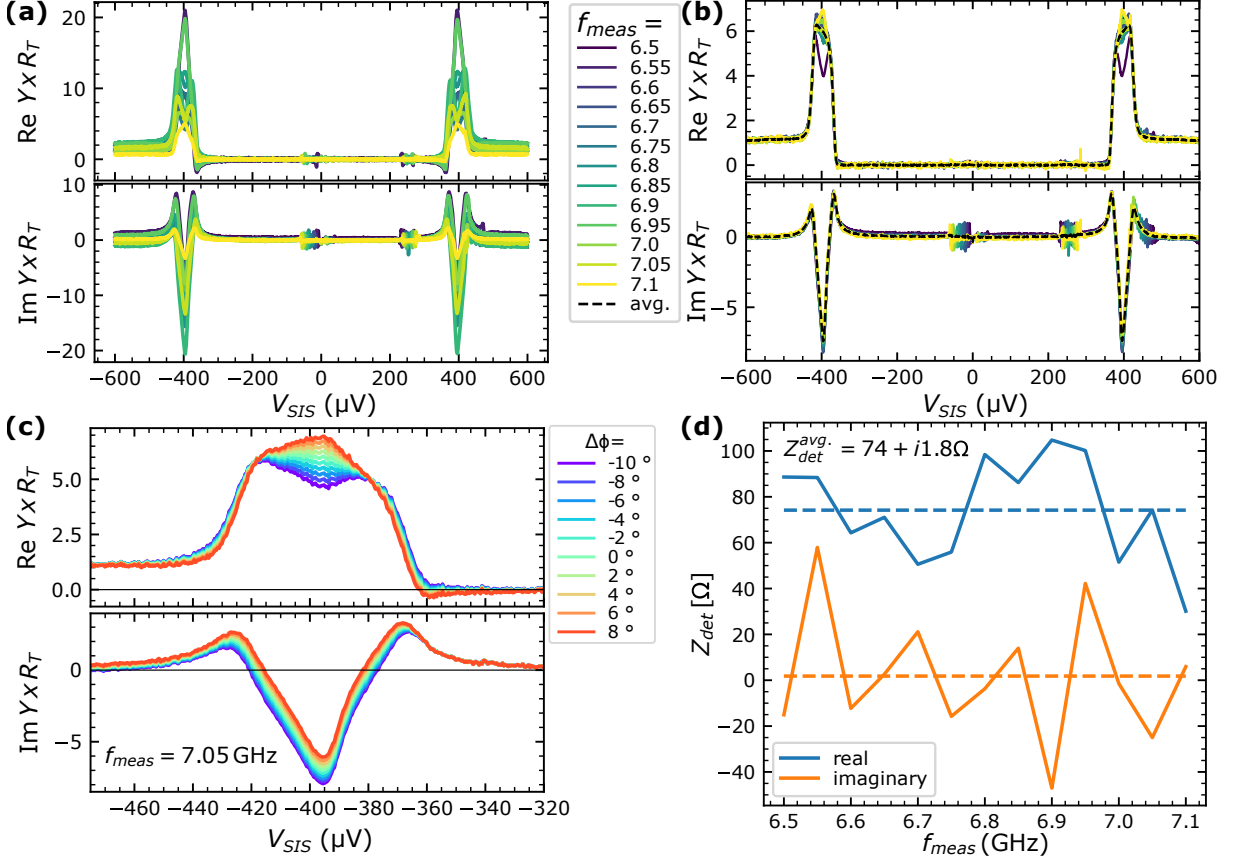 (a)
Re Y x R_T
20
10
0
Im Y x R_T
10
0
−10
−20
−600 −400 −200 0 200 400 600
V_SIS (μV)
f_meas =
6.5
6.55
6.6
6.65
6.7
6.75
6.8
6.85
6.9
6.95
7.0
7.05
7.1
avg.
(b)
Re Y x R_T
6
4
2
0
Im Y x R_T
0
−5
−600 −400 −200 0 200 400 600
V_SIS (μV)
(c)
Re Y x R_T
5.0
2.5
0.0
Im Y x R_T
0
−5
f_meas = 7.05 GHz
−460 −440 −420 −400 −380 −360 −340 −320
V_SIS (μV)
Δϕ=
-10 °
-8 °
-6 °
-4 °
-2 °
0 °
2 °
4 °
6 °
8 °
(d)
Z_det^avg. = 74 + i1.8Ω
Z_det [Ω]
100
80
60
40
20
0
−20
−40
real
imaginary
6.5 6.6 6.7 6.8 6.9 7.0 7.1
f_meas (GHz)